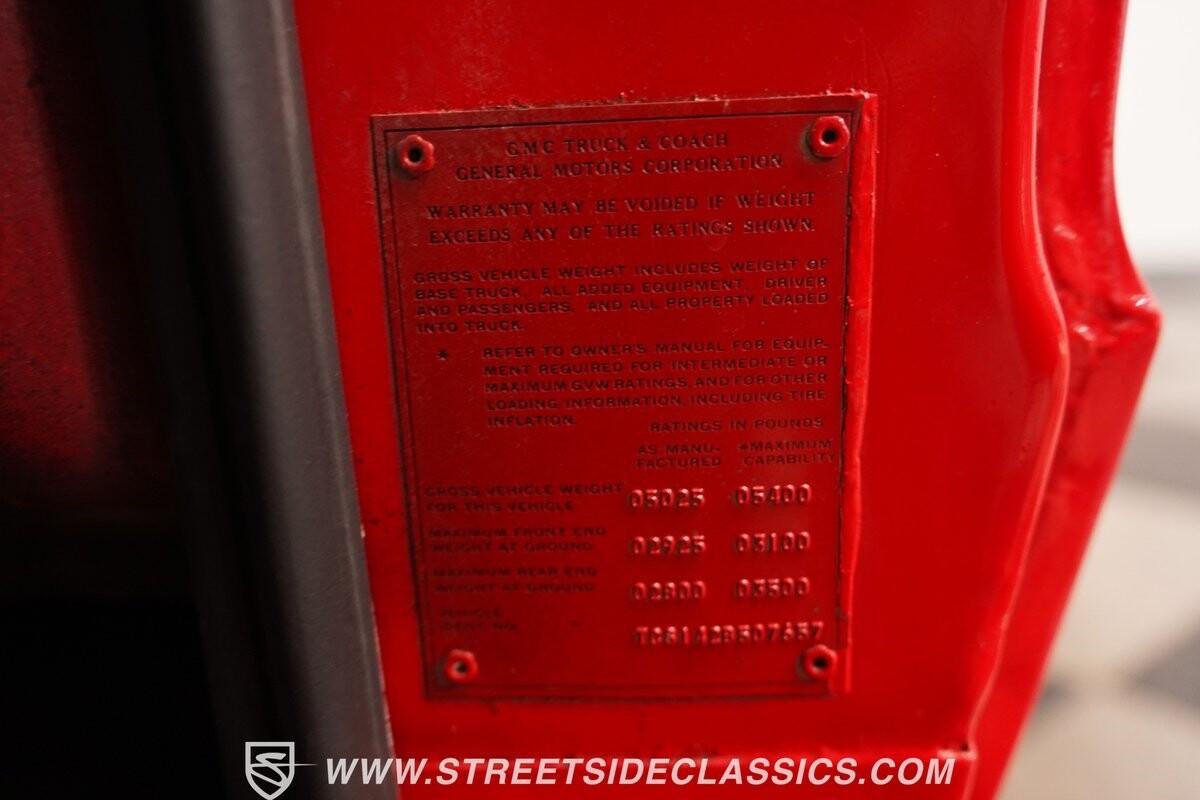 GMC TRUCK & COACH
GENERAL MOTORS CORPORATION
WARRANTY MAY BE VOIDED IF WEIGHT
EXCEEDS ANY OF THE RATINGS SHOWN.
GROSS VEHICLE WEIGHT INCLUDES WEIGHT OF
BASE TRUCK, ALL ADDED EQUIPMENT, DRIVER
AND PASSENGERS, AND ALL PROPERTY LOADED
INTO TRUCK.
* REFER TO OWNER'S MANUAL FOR EQUIP-
MENT REQUIRED FOR INTERMEDIATE OR
MAXIMUM GVW RATINGS, AND FOR OTHER
LOADING INFORMATION, INCLUDING TIRE
INFLATION.
RATINGS IN POUNDS
AS MANU- *MAXIMUM
FACTURED CAPABILITY
GROSS VEHICLE WEIGHT
FOR THIS VEHICLE 05025 05400
MAXIMUM FRONT END
WEIGHT AT GROUND 02925 03100
MAXIMUM REAR END
WEIGHT AT GROUND 02800 03500
VEHICLE
IDENT NO.
WWW.STREETSIDECLASSICS.COM